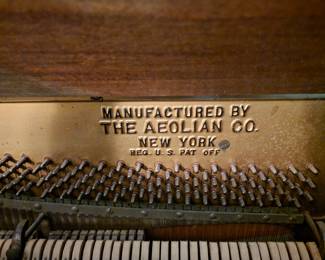 MANUFACTURED BY
THE AEOLIAN CO.
NEW YORK
REG. U.S. PAT OFF